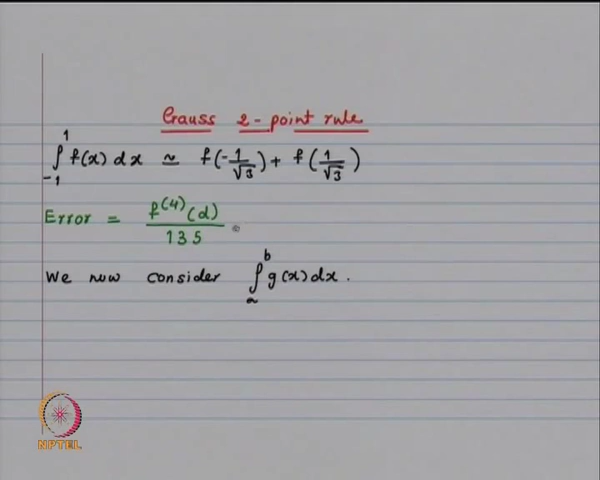 Gauss 2-point rule
∫_{-1}^{1} f(x) dx ≃ f(-1/√3) + f(1/√3)
Error = f^{(4)}(d)/135
We now consider ∫_{a}^{b} g(x) dx.
NPTEL